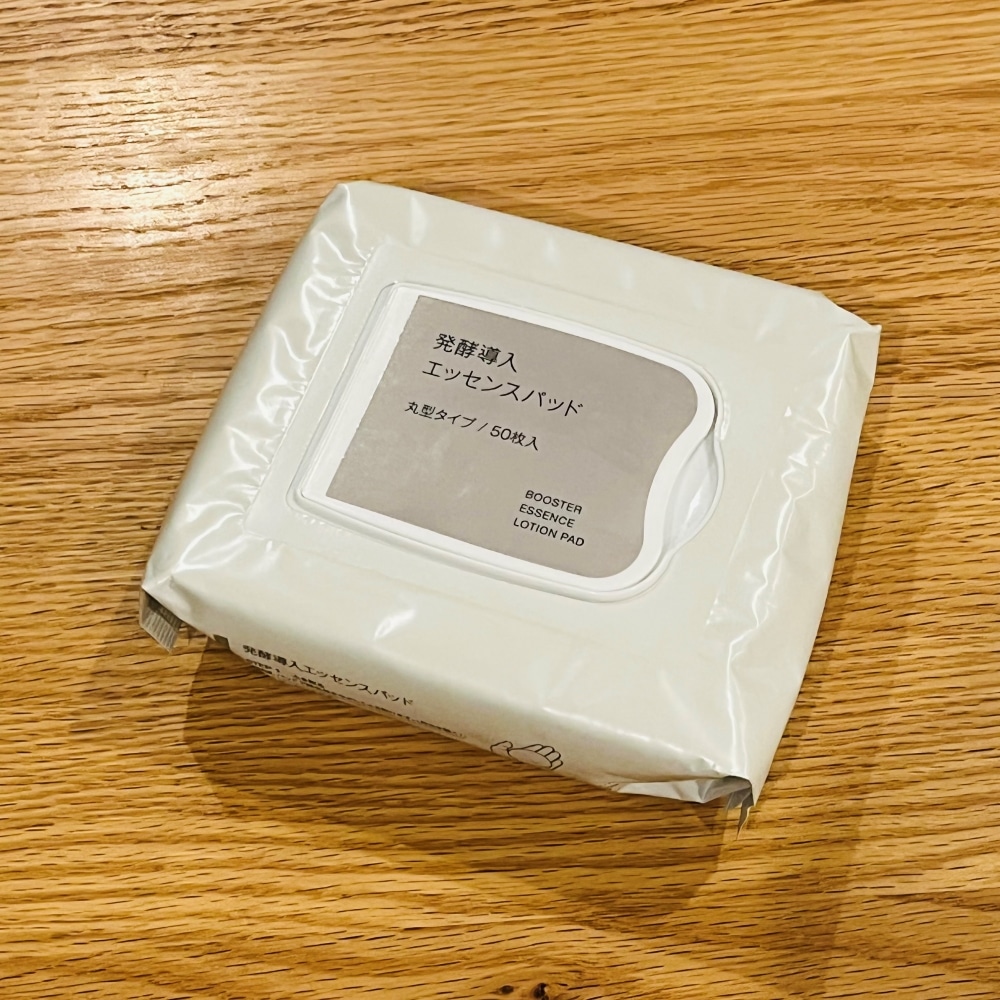 発酵導入
エッセンスパッド
丸型タイプ / 50枚入
BOOSTER
ESSENCE
LOTION PAD
発酵導入エッセンスパッド